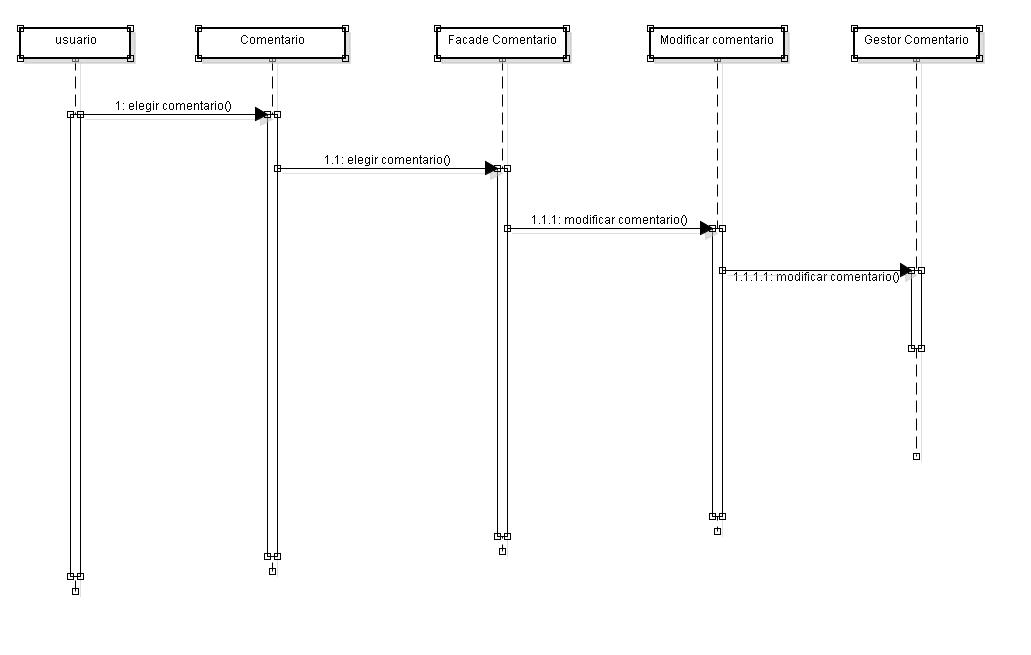 usuario
Comentario
Facade Comentario
Modificar comentario
Gestor Comentario
1: elegir comentario()
1.1: elegir comentario()
1.1.1: modificar comentario()
1.1.1.1: modificar comentario()